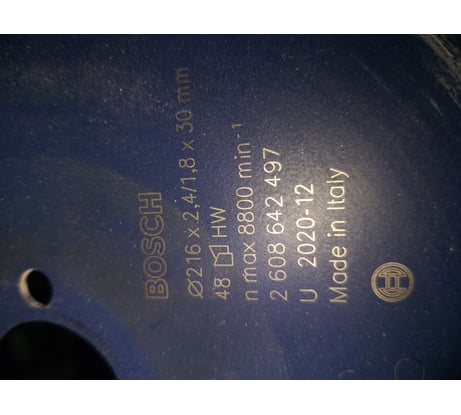 BOSCH
Ø216 x 2,4/1,8 x 30 mm
48 HW
n max 8800 min⁻¹
2 608 642 497
U 2020-12
Made in Italy